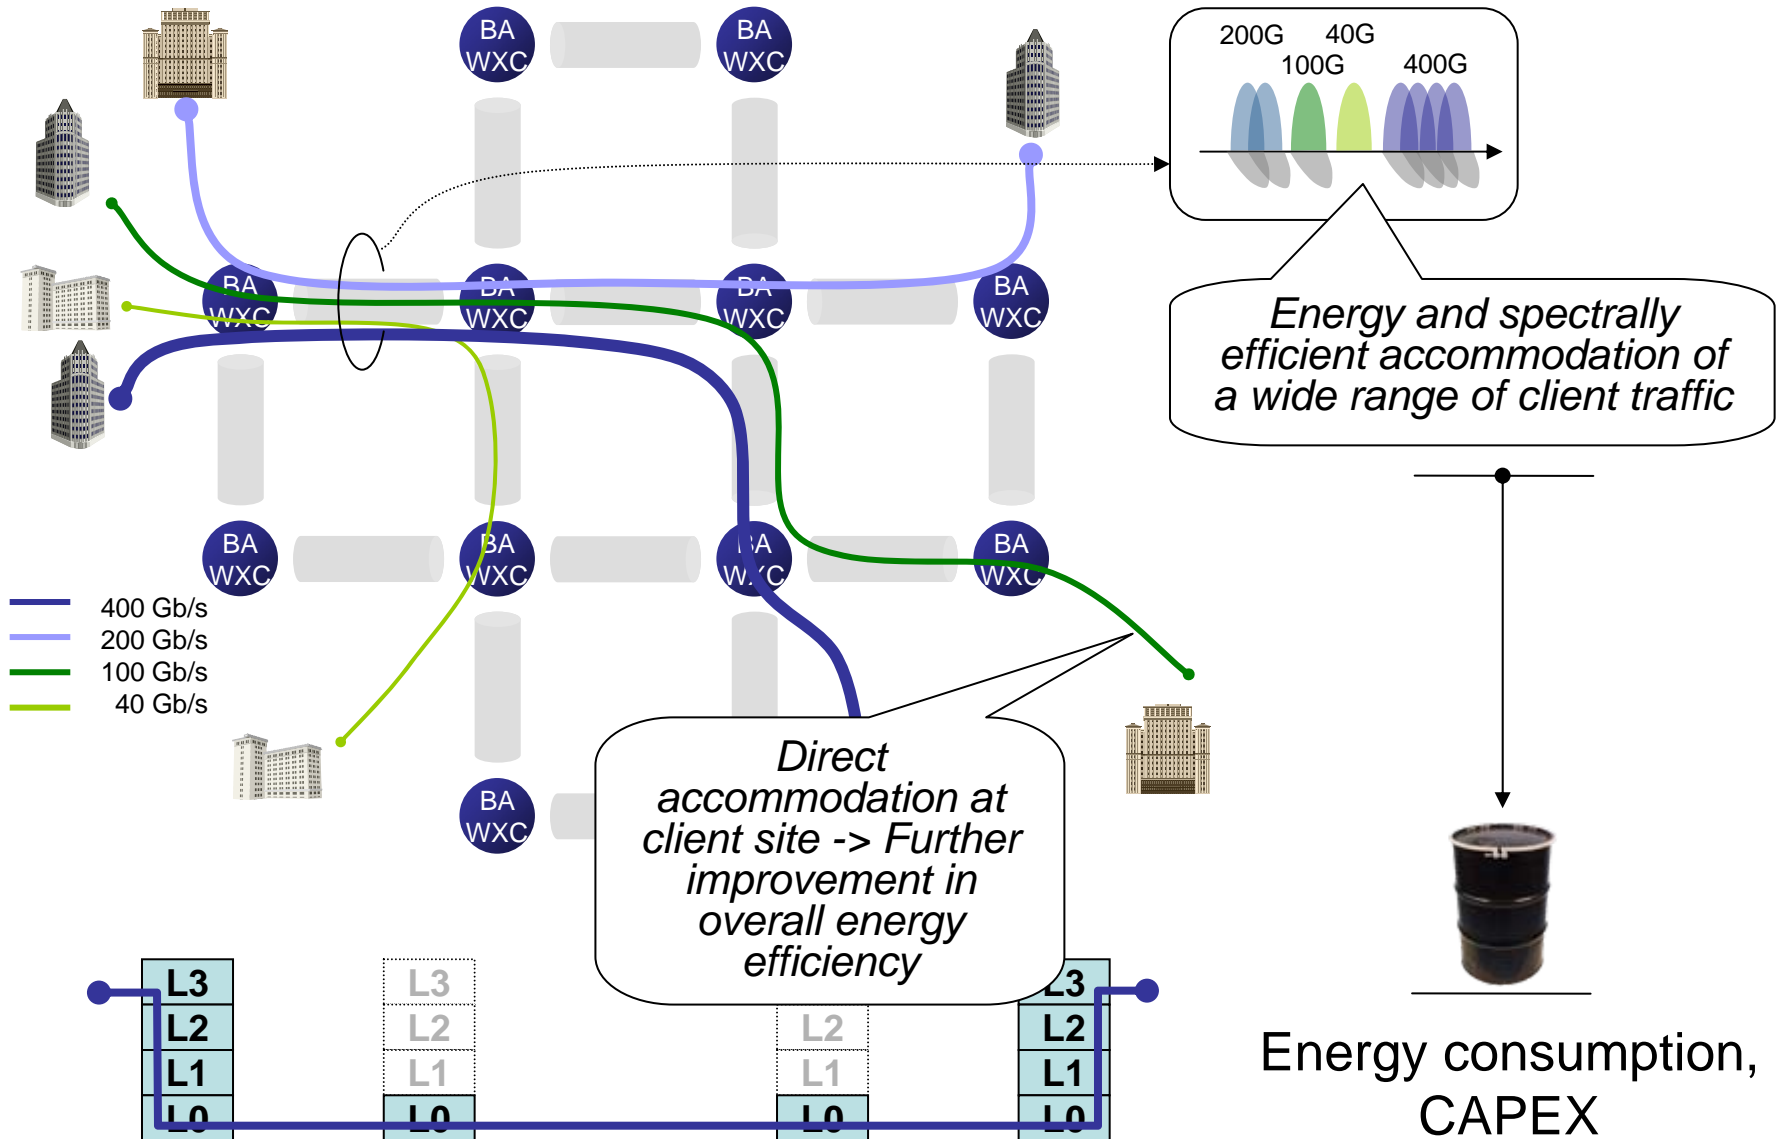 BA
WXC
BA
WXC
200G
40G
100G
400G
BA
WXC
BA
WXC
BA
WXC
BA
WXC
Energy and spectrally
efficient accommodation of
a wide range of client traffic
BA
WXC
BA
WXC
BA
WXC
BA
WXC
400 Gb/s
200 Gb/s
100 Gb/s
40 Gb/s
BA
WXC
Direct
accommodation at
client site -> Further
improvement in
overall energy
efficiency
L3
L2
L1
L0
L3
L2
L1
L0
L2
L1
L0
L3
L2
L1
L0
Energy consumption,
CAPEX